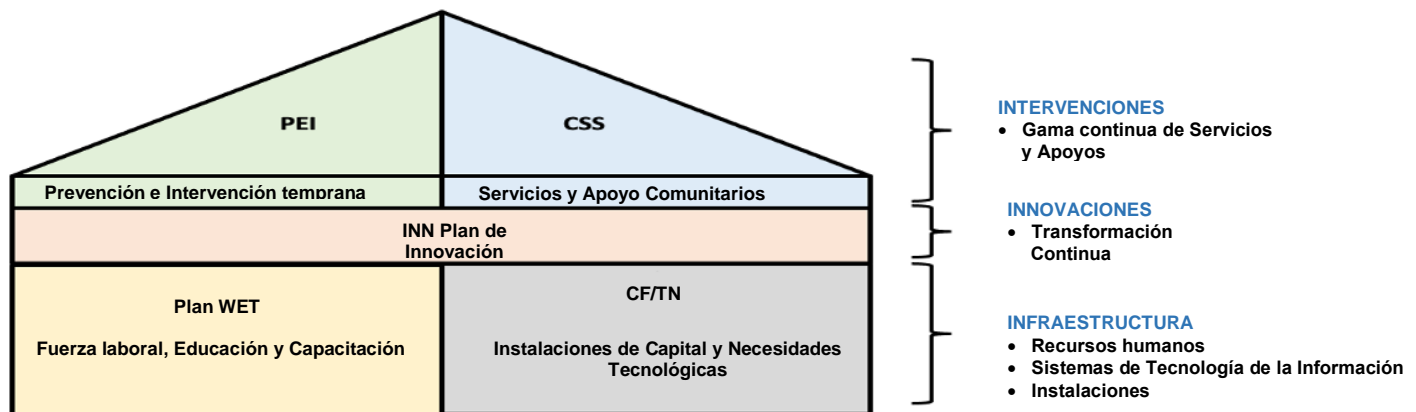 PEI
CSS
Prevención e Intervención temprana
Servicios y Apoyo Comunitarios
INN Plan de
Innovación
Plan WET
Fuerza laboral, Educación y Capacitación
CF/TN
Instalaciones de Capital y Necesidades
Tecnológicas
INTERVENCIONES
• Gama continua de Servicios
y Apoyos
INNOVACIONES
• Transformación
Continua
INFRAESTRUCTURA
• Recursos humanos
• Sistemas de Tecnología de la Información
• Instalaciones